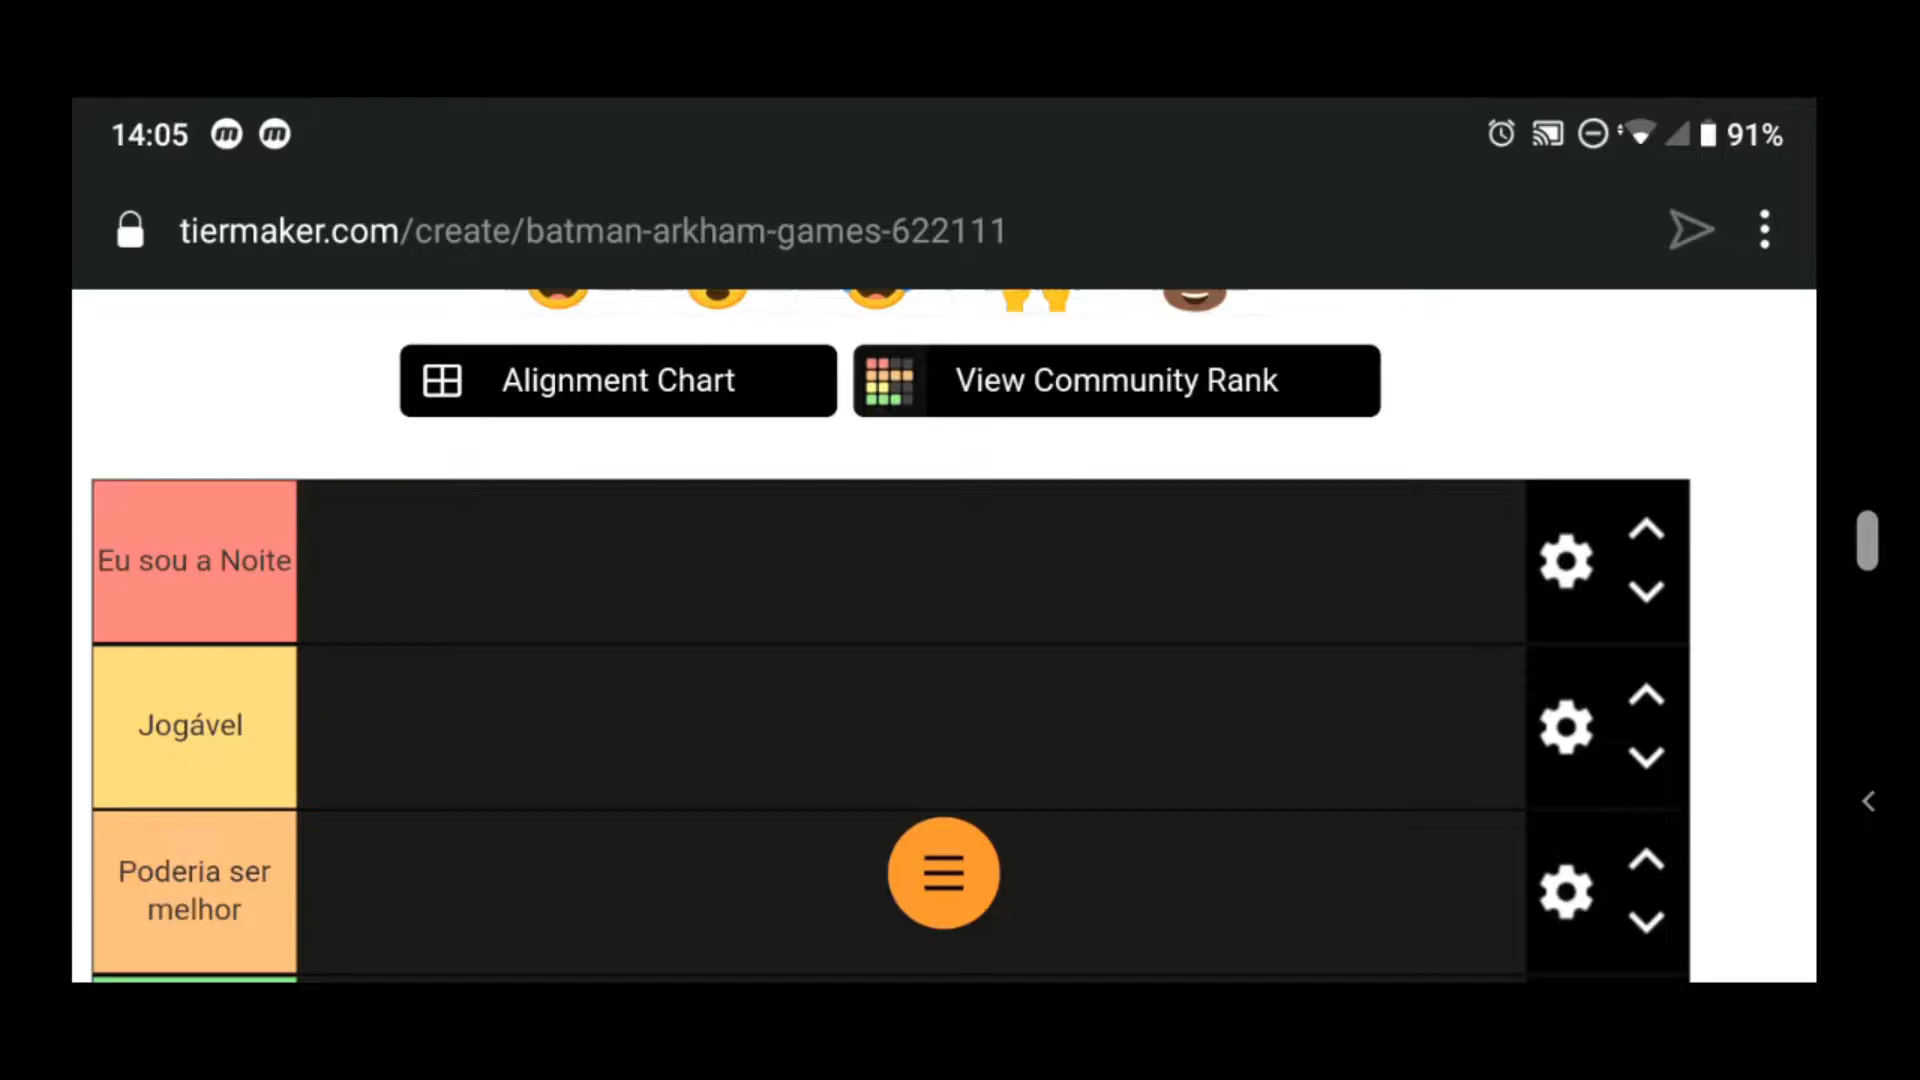 14:05
91%
tiermaker.com/create/batman-arkham-games-622111
Alignment Chart
View Community Rank
Eu sou a Noite
Jogável
Poderia ser
melhor